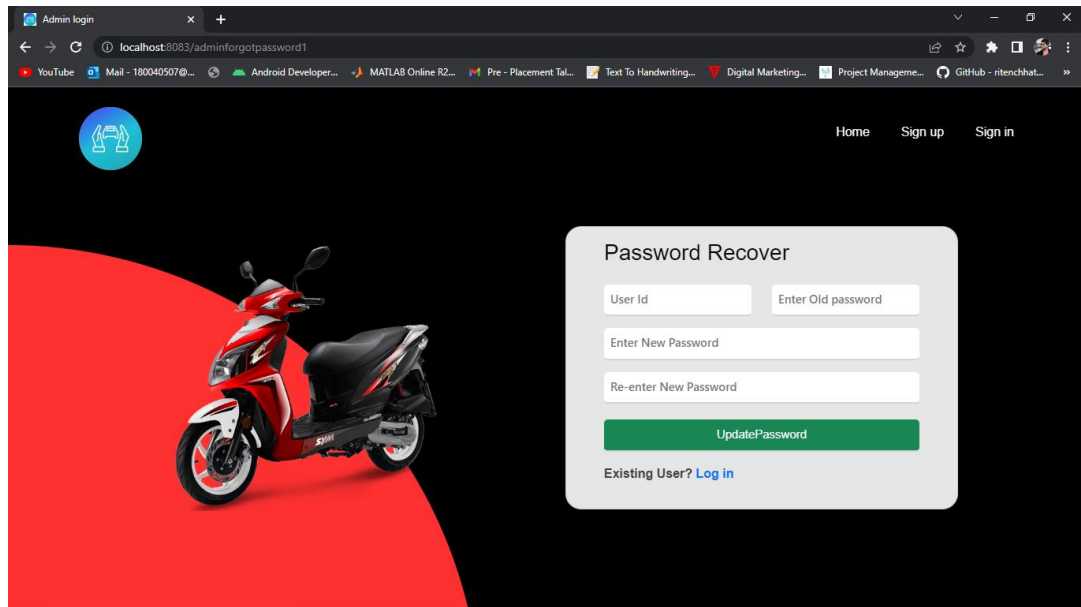 Admin login
localhost:8083/adminforgotpassword1
YouTube Mail - 180040507@... Android Developer... MATLAB Online R2... Pre - Placement Tal... Text To Handwriting... Digital Marketing... Project Manageme... GitHub - ritenchhat... »
Home Sign up Sign in
Password Recover
User Id Enter Old password
Enter New Password
Re-enter New Password
UpdatePassword
Existing User? Log in
SYM